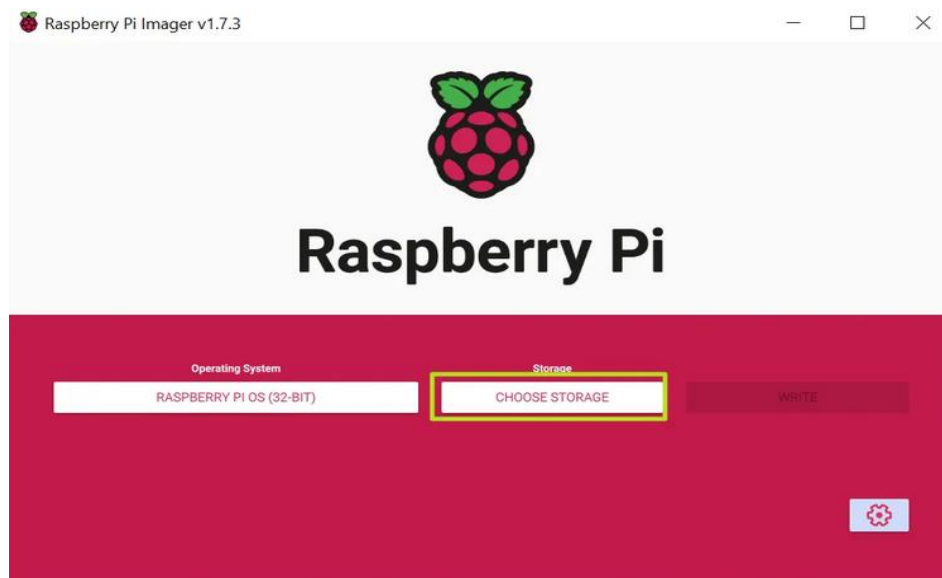 Raspberry Pi Imager v1.7.3
Raspberry Pi
Operating System
Storage
RASPBERRY PI OS (32-BIT)
CHOOSE STORAGE
WRITE